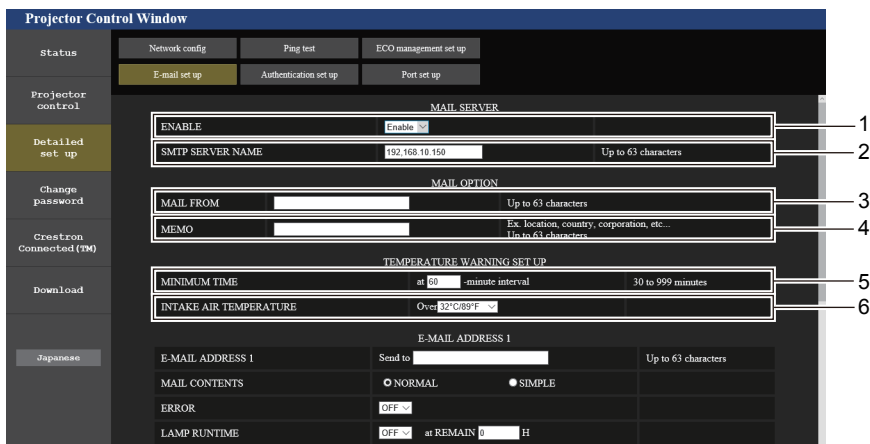 Projector Control Window
Status
Projector
control
Detailed
set up
Change
password
Crestron
Connected(TM)
Download
Japanese
Network config Ping test ECO management set up
E-mail set up Authentication set up Port set up
MAIL SERVER
ENABLE Enable 1
SMTP SERVER NAME 192.168.10.150 Up to 63 characters 2
MAIL OPTION
MAIL FROM Up to 63 characters 3
MEMO Ex. location, country, corporation, etc... 4
Up to 63 characters
TEMPERATURE WARNING SET UP
MINIMUM TIME at 60 -minute interval 30 to 999 minutes 5
INTAKE AIR TEMPERATURE Over 32°C/89°F 6
E-MAIL ADDRESS 1
E-MAIL ADDRESS 1 Send to Up to 63 characters
MAIL CONTENTS NORMAL SIMPLE
ERROR OFF
LAMP RUNTIME OFF at REMAIN 0 H